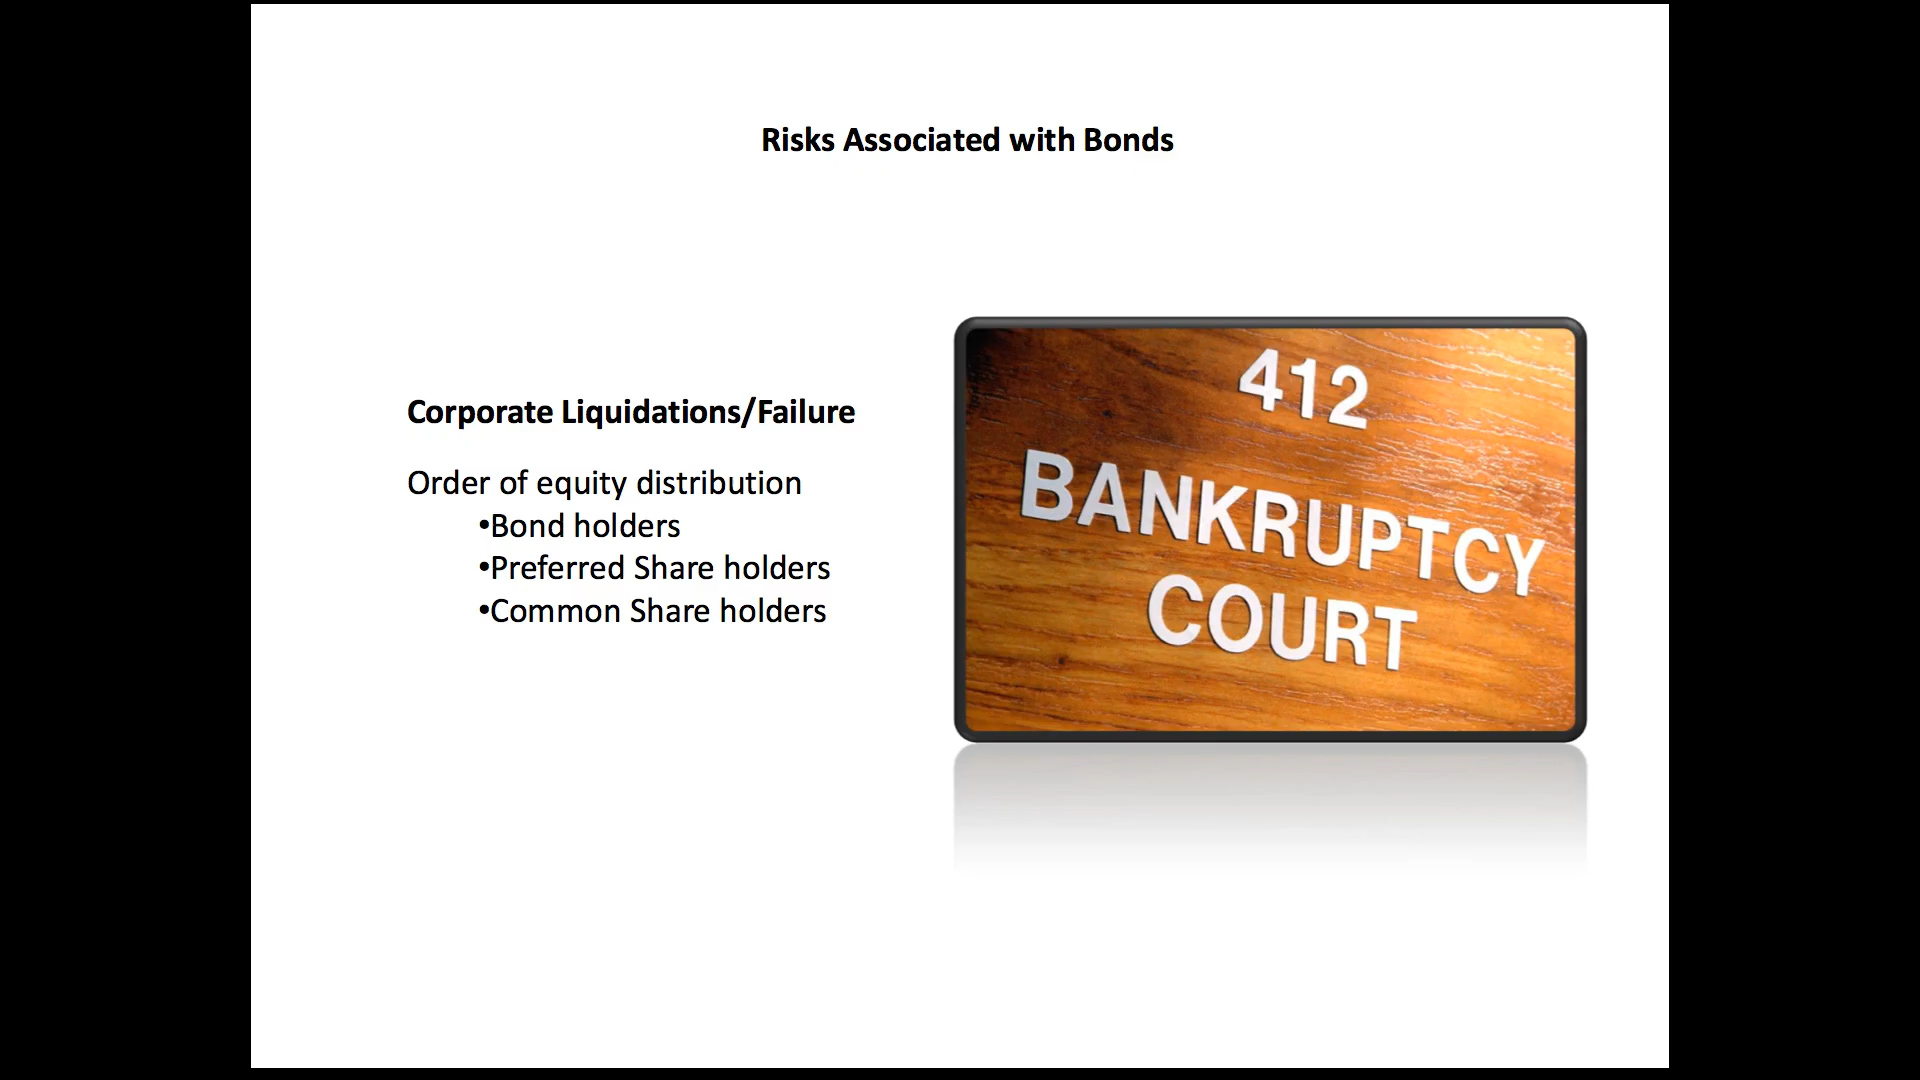 Risks Associated with Bonds
Corporate Liquidations/Failure
Order of equity distribution
•Bond holders
•Preferred Share holders
•Common Share holders
412
BANKRUPTCY
COURT